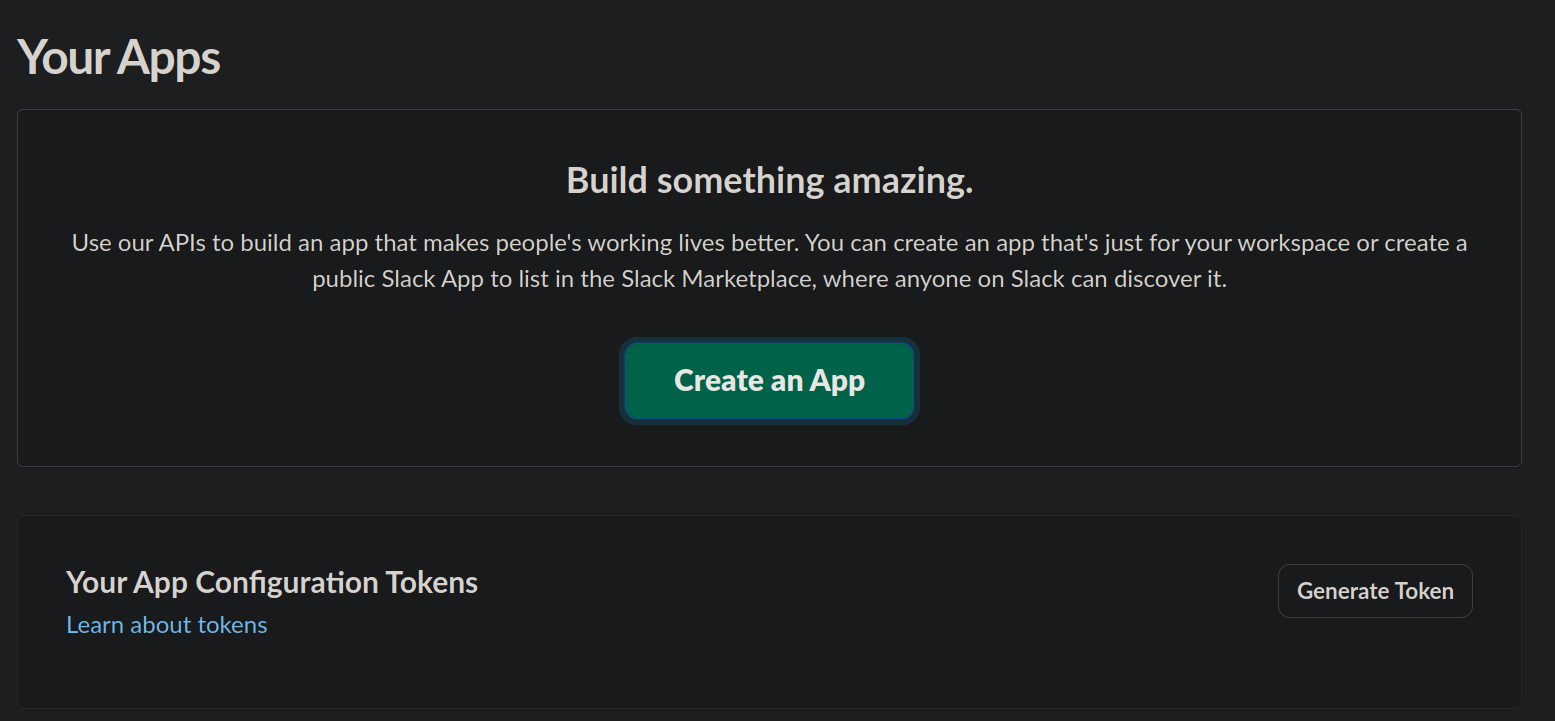 Your Apps
Build something amazing.
Use our APIs to build an app that makes people's working lives better. You can create an app that's just for your workspace or create a
public Slack App to list in the Slack Marketplace, where anyone on Slack can discover it.
Create an App
Your App Configuration Tokens
Generate Token
Learn about tokens